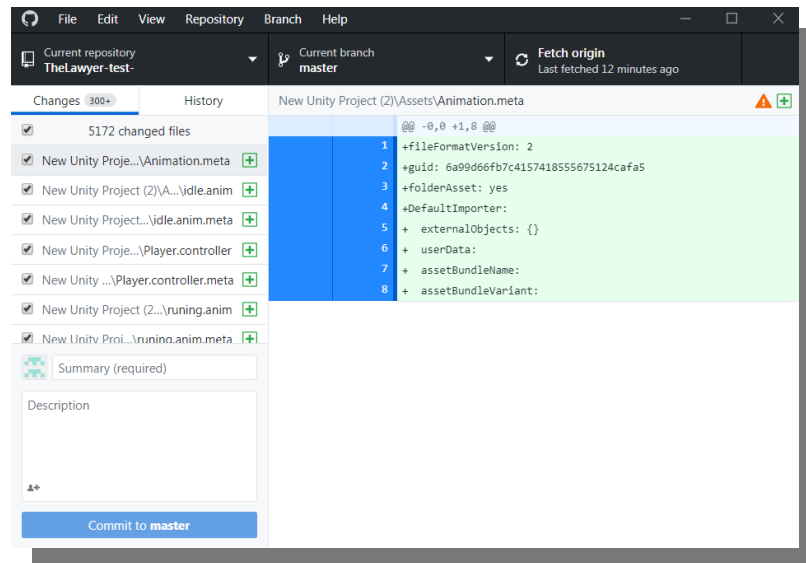 File Edit View Repository Branch Help
Current repository
TheLawyer-test-
Current branch
master
Fetch origin
Last fetched 12 minutes ago
Changes 300+ History
5172 changed files
New Unity Proje...\Animation.meta
New Unity Project (2)\A...\idle.anim
New Unity Project...\idle.anim.meta
New Unity Proje...\Player.controller
New Unity ...\Player.controller.meta
New Unity Project (2...\runing.anim
New Unity Proj...\runing.anim.meta
Summary (required)
Description
Commit to master
New Unity Project (2)\Assets\Animation.meta
@@ -0,0 +1,8 @@
1 +fileFormatVersion: 2
2 +guid: 6a99d66fb7c4157418555675124cafa5
3 +folderAsset: yes
4 +DefaultImporter:
5 + externalObjects: {}
6 + userData:
7 + assetBundleName:
8 + assetBundleVariant: